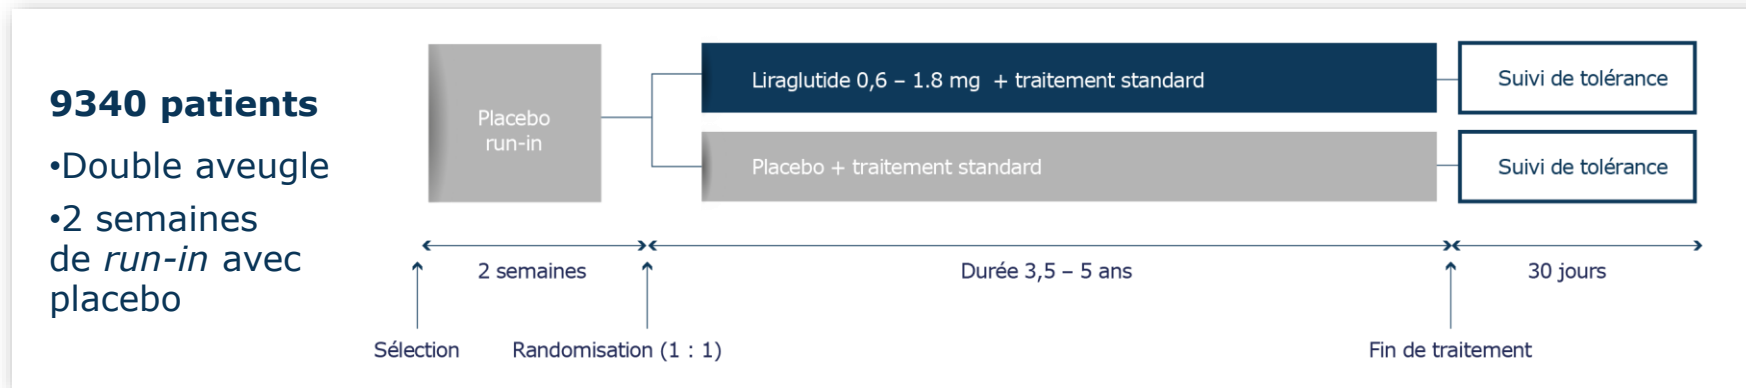 9340 patients
•Double aveugle
•2 semaines
de run-in avec
placebo
Placebo
run-in
Liraglutide 0,6 – 1.8 mg + traitement standard
Placebo + traitement standard
Suivi de tolérance
Suivi de tolérance
2 semaines
Durée 3,5 – 5 ans
30 jours
Sélection
Randomisation (1 : 1)
Fin de traitement